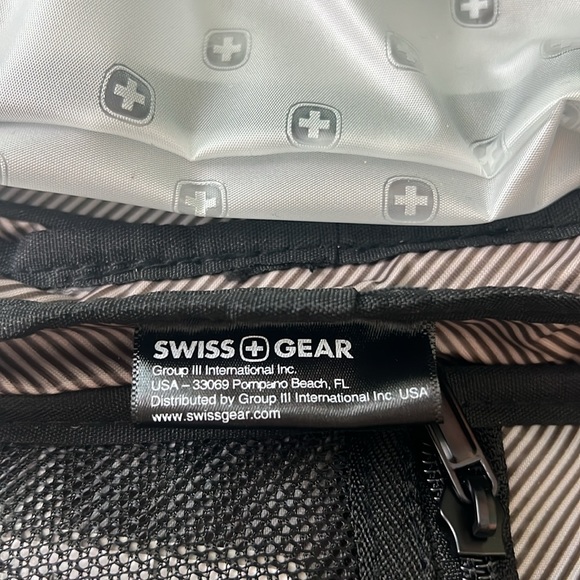 SWISS GEAR
Group III International Inc.
USA – 33069 Pompano Beach, FL
Distributed by Group III International Inc. USA
www.swissgear.com